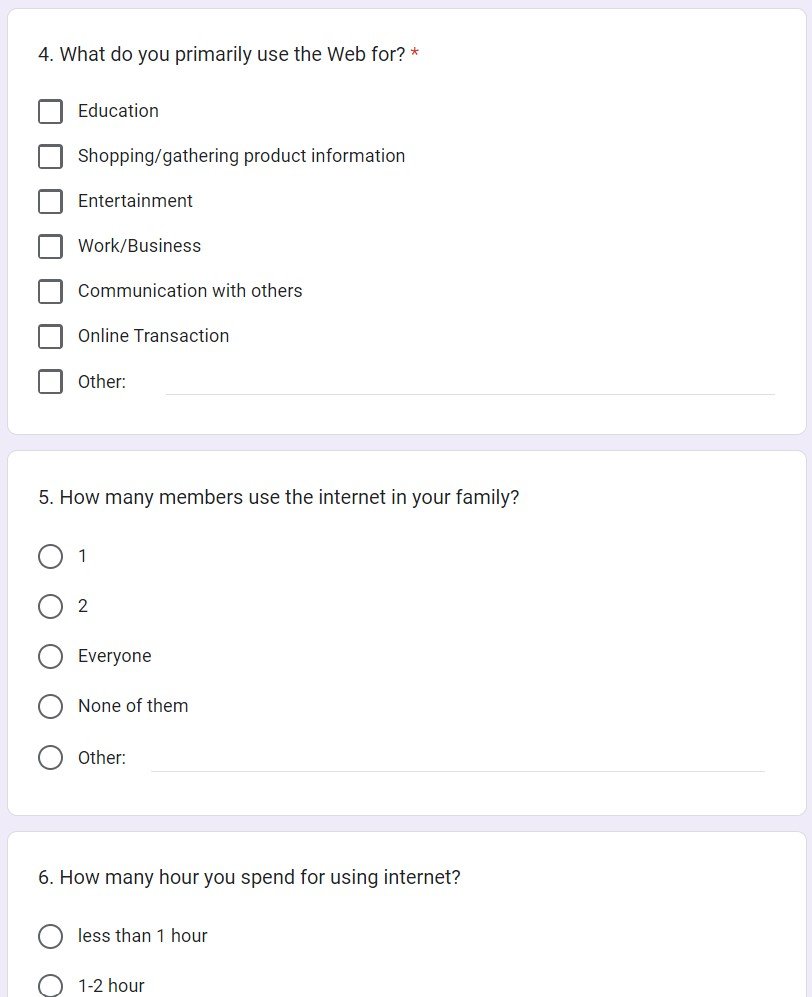 4. What do you primarily use the Web for? *
Education
Shopping/gathering product information
Entertainment
Work/Business
Communication with others
Online Transaction
Other:
5. How many members use the internet in your family?
1
2
Everyone
None of them
Other:
6. How many hour you spend for using internet?
less than 1 hour
1-2 hour